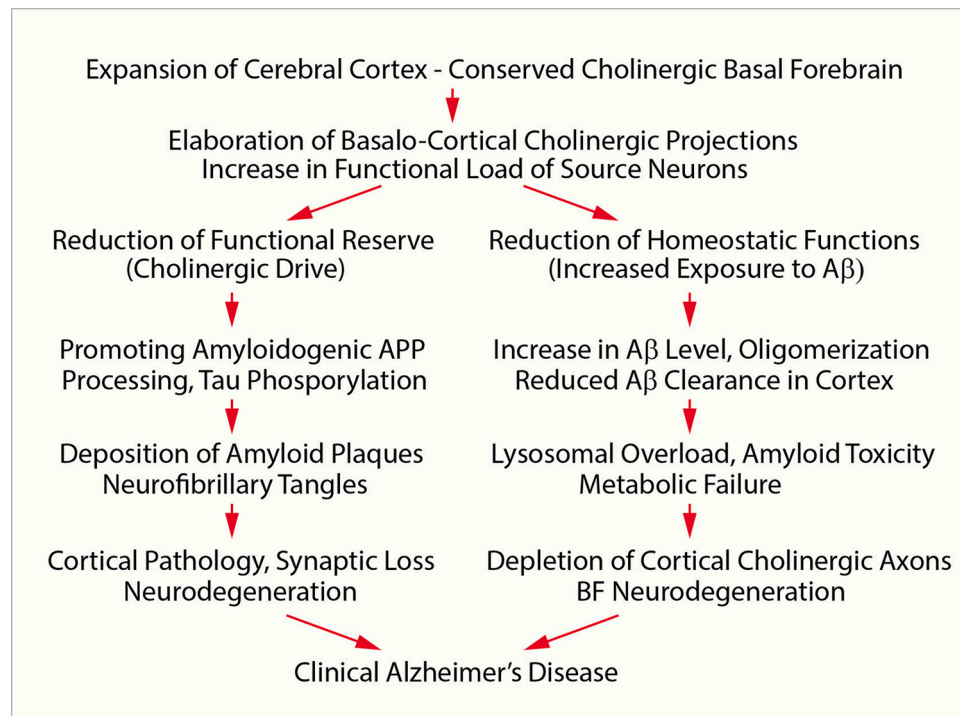 Expansion of Cerebral Cortex - Conserved Cholinergic Basal Forebrain
Elaboration of Basalo-Cortical Cholinergic Projections
Increase in Functional Load of Source Neurons
Reduction of Functional Reserve
(Cholinergic Drive)
Reduction of Homeostatic Functions
(Increased Exposure to Aβ)
Promoting Amyloidogenic APP
Processing, Tau Phosporylation
Increase in Aβ Level, Oligomerization
Reduced Aβ Clearance in Cortex
Deposition of Amyloid Plaques
Neurofibrillary Tangles
Lysosomal Overload, Amyloid Toxicity
Metabolic Failure
Cortical Pathology, Synaptic Loss
Neurodegeneration
Depletion of Cortical Cholinergic Axons
BF Neurodegeneration
Clinical Alzheimer’s Disease